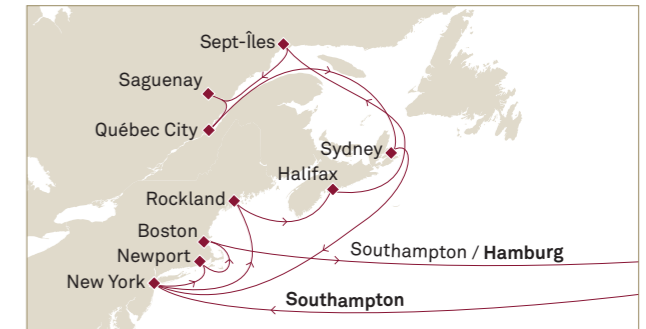 Sept-Îles
Saguenay
Québec City
Sydney
Halifax
Rockland
Boston
Newport
Southampton / Hamburg
New York
Southampton